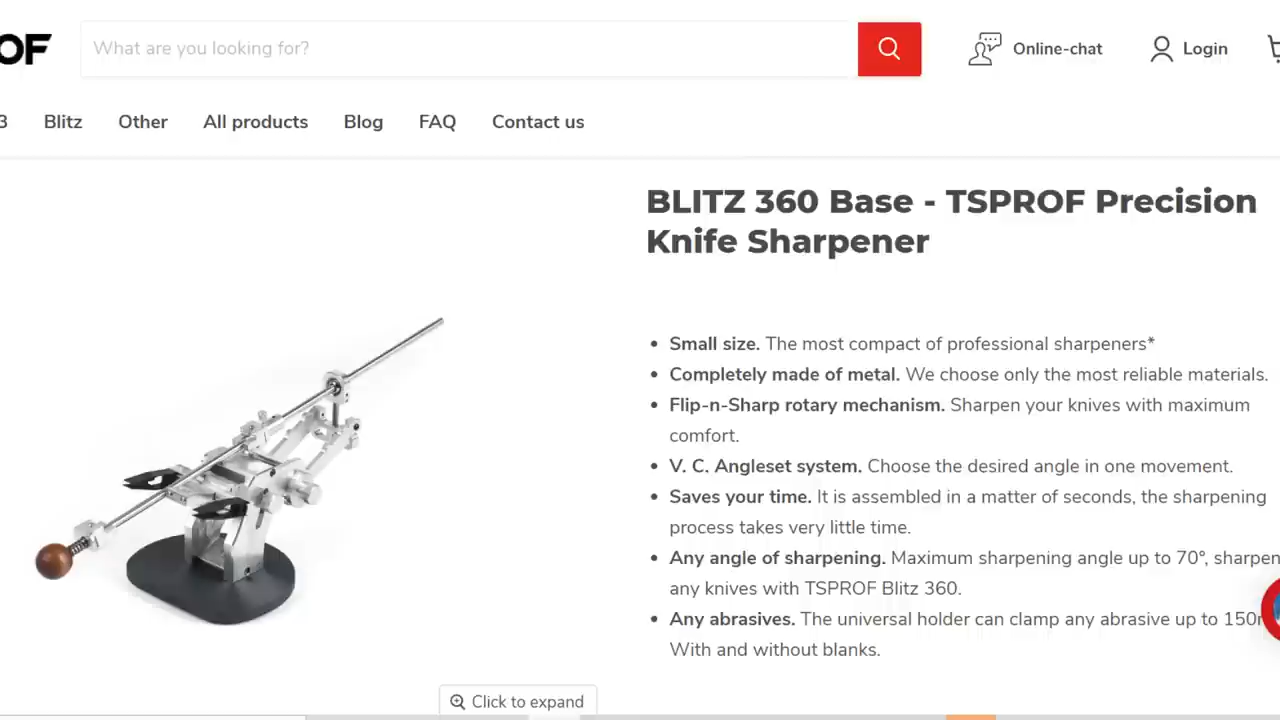 OF
What are you looking for?
Online-chat
Login
3
Blitz
Other
All products
Blog
FAQ
Contact us
BLITZ 360 Base - TSPROF Precision
Knife Sharpener
• Small size. The most compact of professional sharpeners*
• Completely made of metal. We choose only the most reliable materials.
• Flip-n-Sharp rotary mechanism. Sharpen your knives with maximum
comfort.
• V. C. Angleset system. Choose the desired angle in one movement.
• Saves your time. It is assembled in a matter of seconds, the sharpening
process takes very little time.
• Any angle of sharpening. Maximum sharpening angle up to 70°, sharpen
any knives with TSPROF Blitz 360.
• Any abrasives. The universal holder can clamp any abrasive up to 150
With and without blanks.
Click to expand